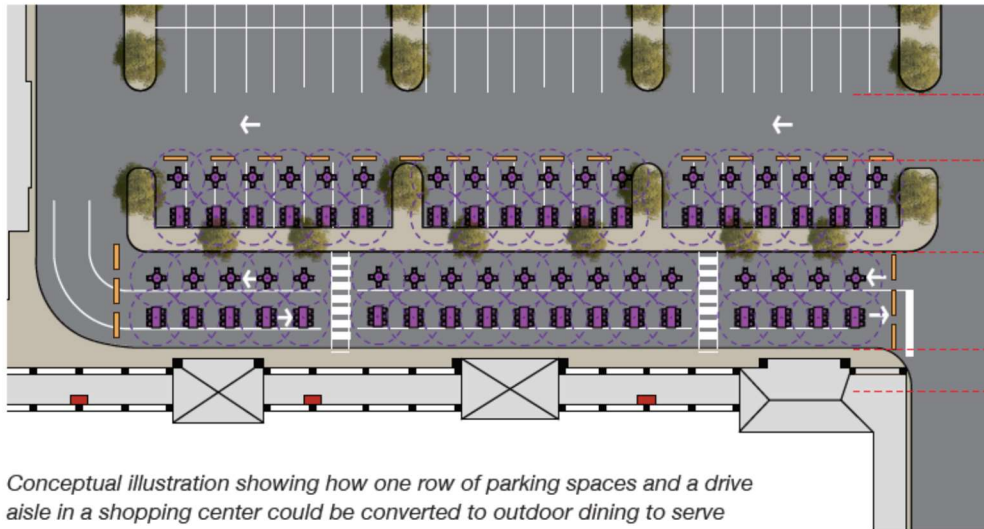 Conceptual illustration showing how one row of parking spaces and a drive
aisle in a shopping center could be converted to outdoor dining to serve